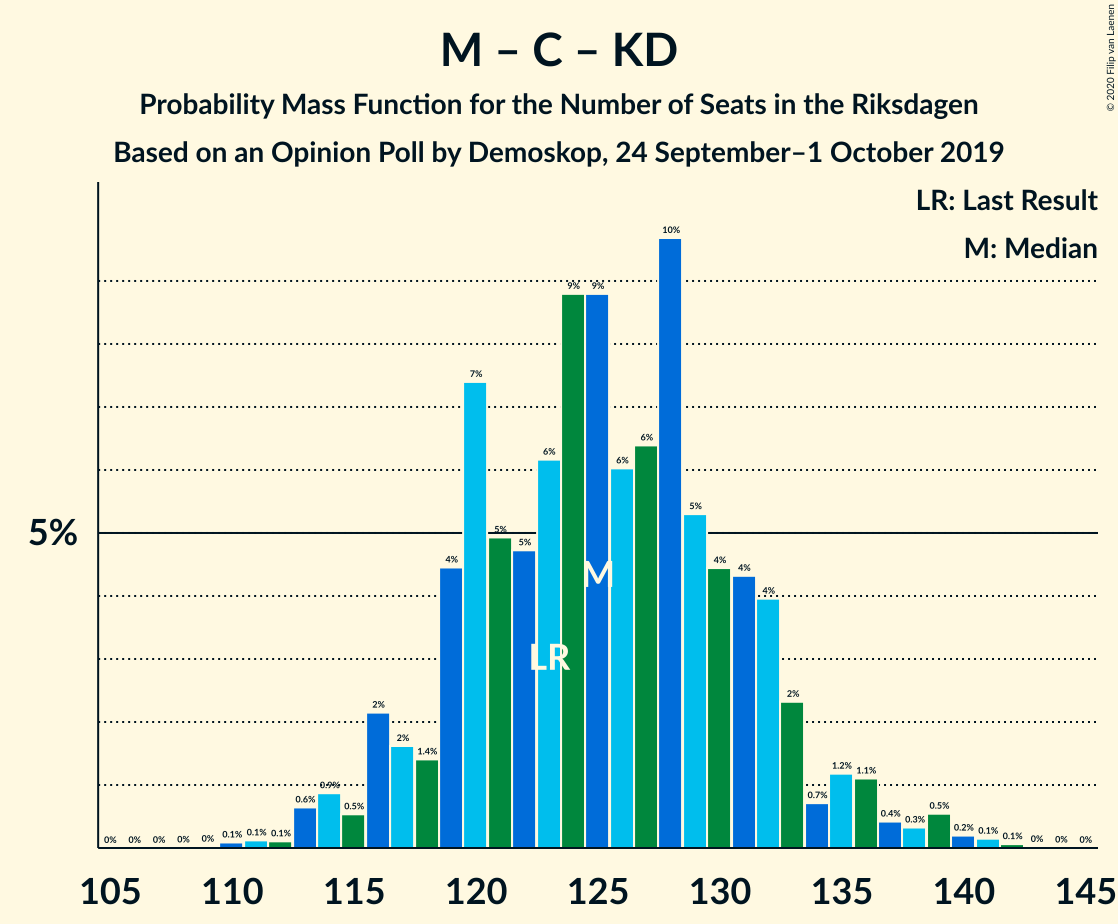 M – C – KD
Probability Mass Function for the Number of Seats in the Riksdagen
Based on an Opinion Poll by Demoskop, 24 September–1 October 2019
© 2020 Filip van Laenen
LR: Last Result
M: Median
5%
0% 0% 0% 0% 0% 0.1% 0.1% 0.1% 0.6% 0.9% 0.5% 2% 2% 1.4% 4% 7% 5% 5% 6% 9% 9% 6% 6% 10% 5% 4% 4% 4% 2% 0.7% 1.2% 1.1% 0.4% 0.3% 0.5% 0.2% 0.1% 0.1% 0% 0% 0%
M
LR
105 110 115 120 125 130 135 140 145